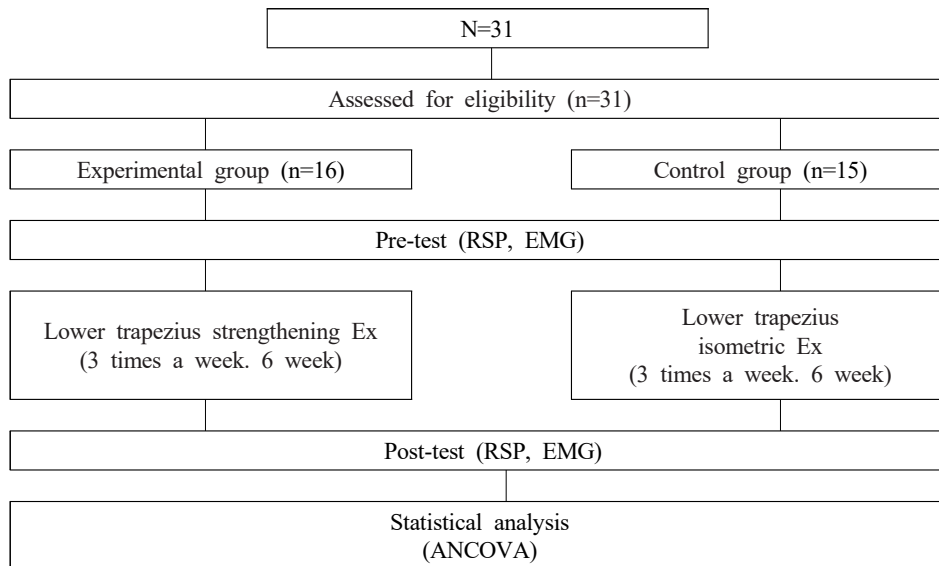 N=31
Assessed for eligibility (n=31)
Experimental group (n=16)
Control group (n=15)
Pre-test (RSP, EMG)
Lower trapezius strengthening Ex
(3 times a week. 6 week)
Lower trapezius
isometric Ex
(3 times a week. 6 week)
Post-test (RSP, EMG)
Statistical analysis
(ANCOVA)